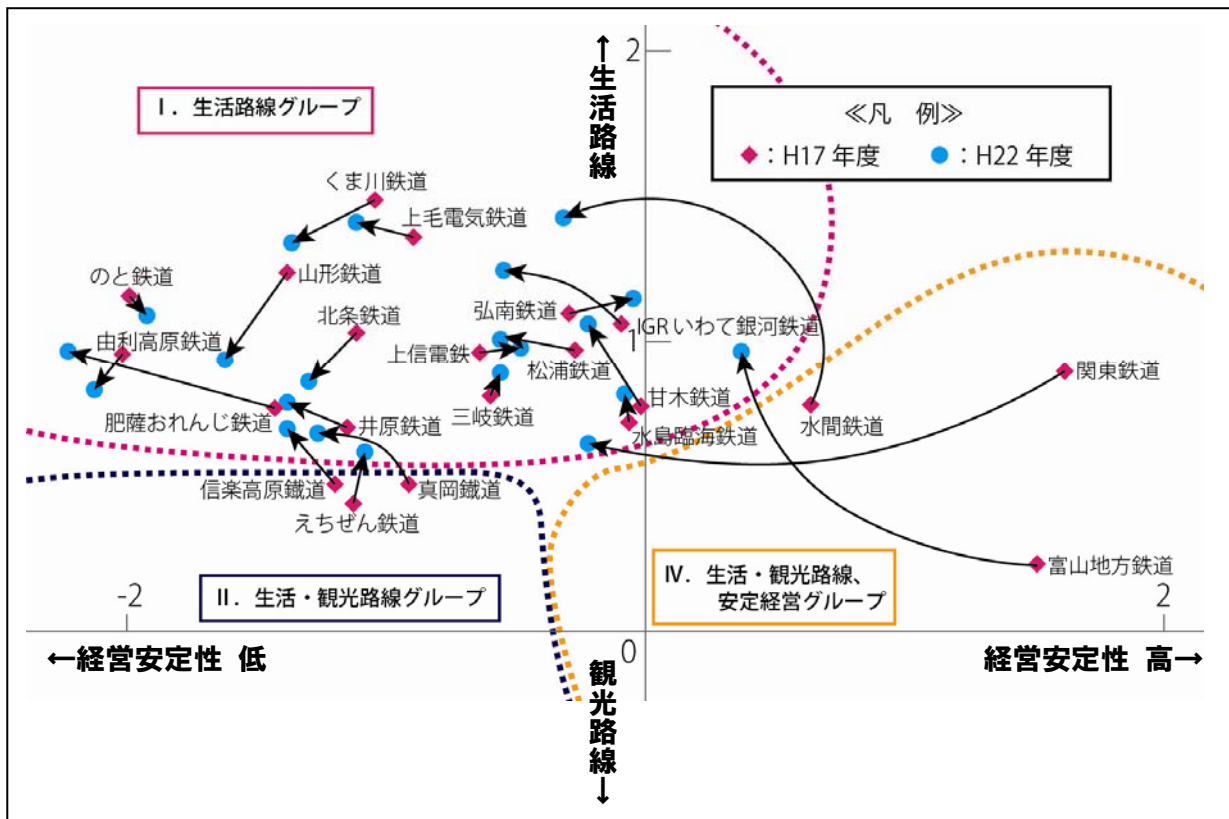 2
↑生活路線
Ⅰ．生活路線グループ
≪凡　例≫
：H17 年度
：H22 年度
くま川鉄道
上毛電気鉄道
のと鉄道
山形鉄道
弘南鉄道
北条鉄道
IGR いわて銀河鉄道
1
由利高原鉄道
上信電鉄
松浦鉄道
関東鉄道
甘木鉄道
三岐鉄道
肥薩おれんじ鉄道
井原鉄道
水島臨海鉄道
水間鉄道
信楽高原鐵道
真岡鐵道
えちぜん鉄道
富山地方鉄道
Ⅱ．生活・観光路線グループ
Ⅳ．生活・観光路線、
安定経営グループ
-2
0
2
←経営安定性 低
経営安定性 高→
観光路線↓